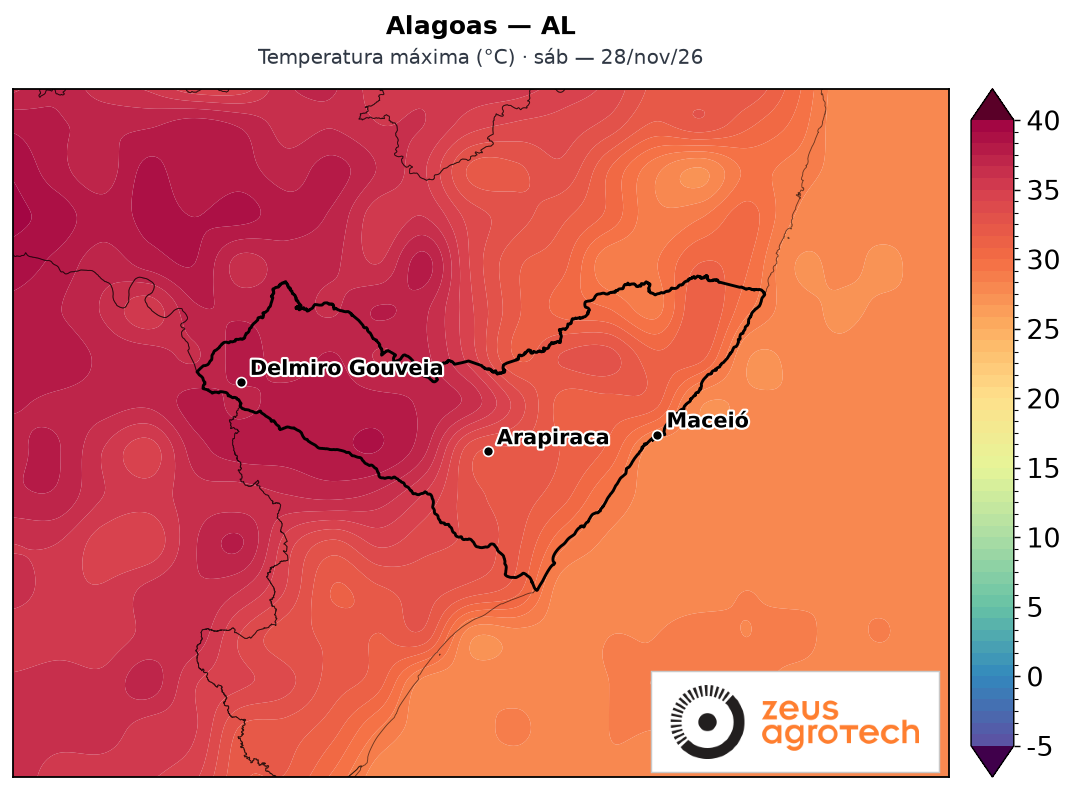 Alagoas — AL
Temperatura máxima (°C) · sáb — 28/nov/26
Delmiro Gouveia
Arapiraca
Maceió
40
35
30
25
20
15
10
5
0
-5
zeus
agrotech